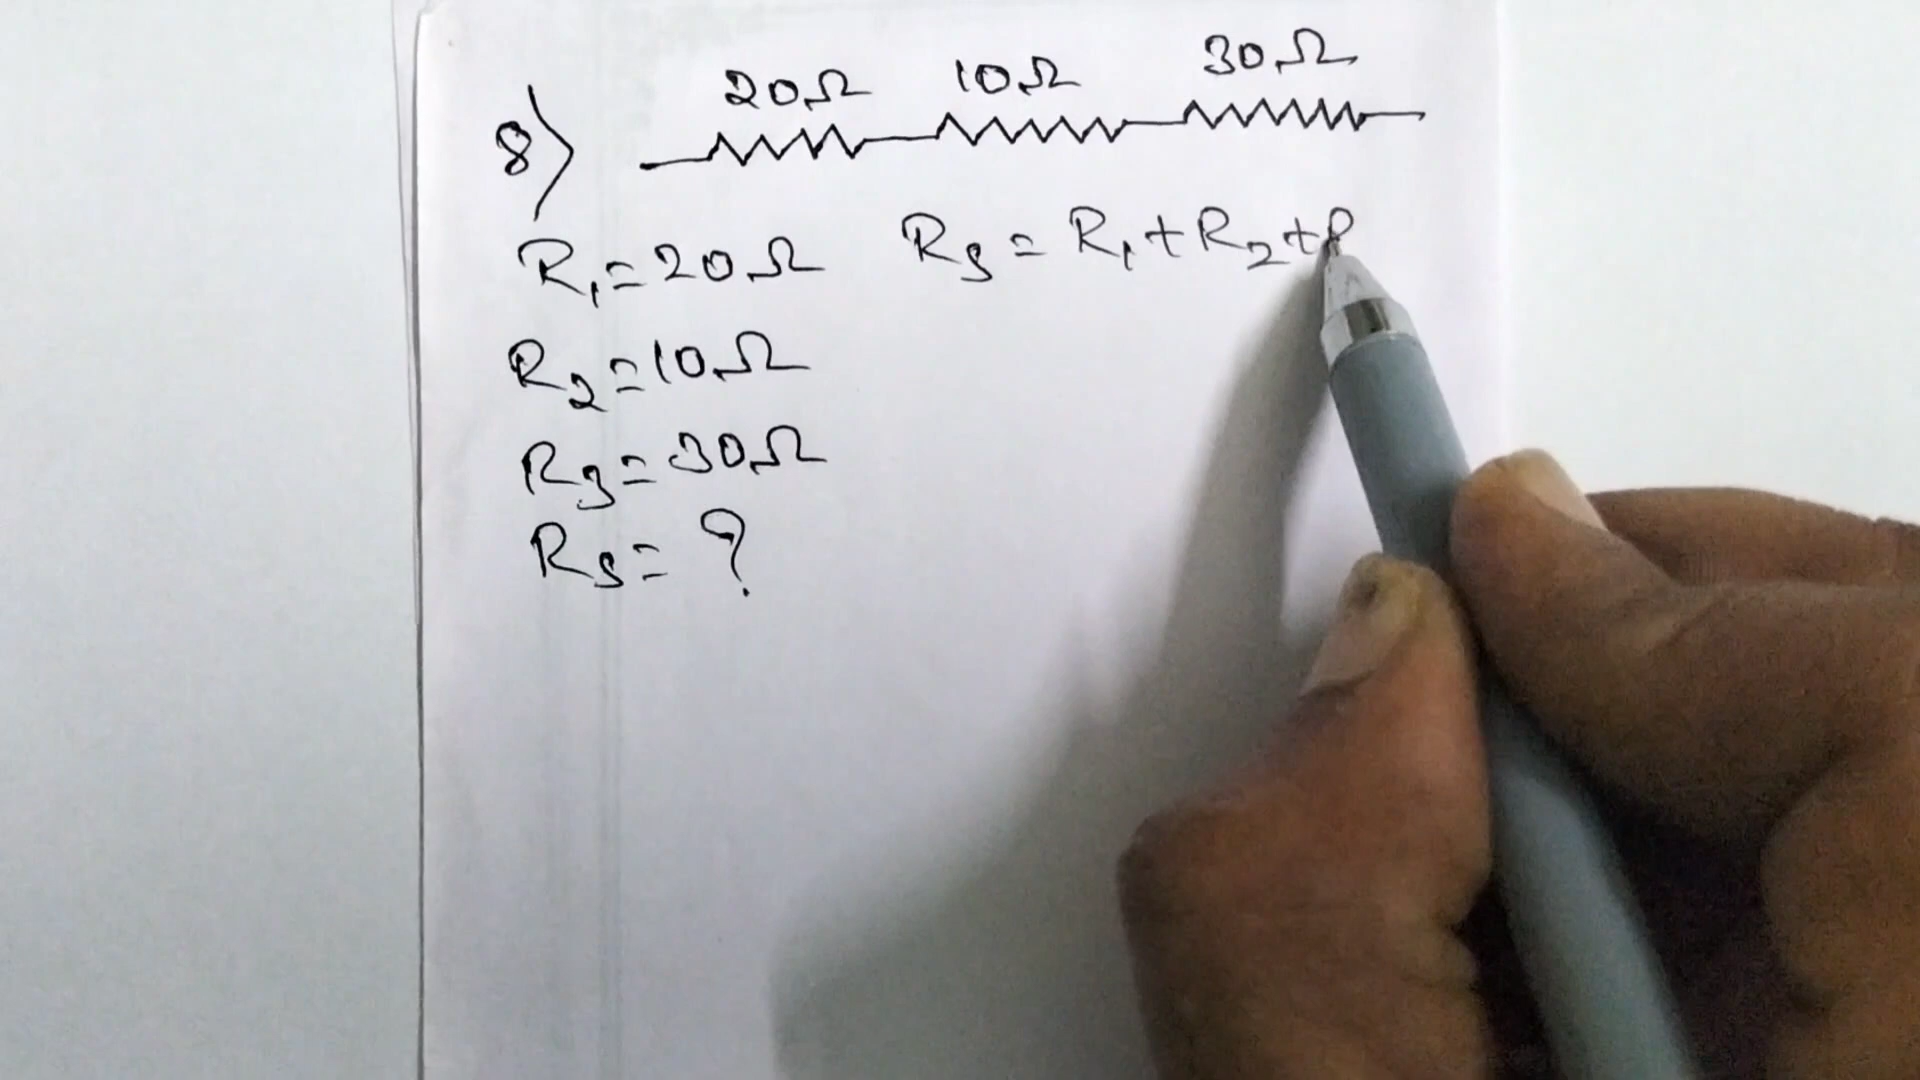 20Ω 10Ω 30Ω
8)
R₁=20Ω Rs = R₁+R₂+R
R₂=10Ω
R₃=30Ω
Rs= ?